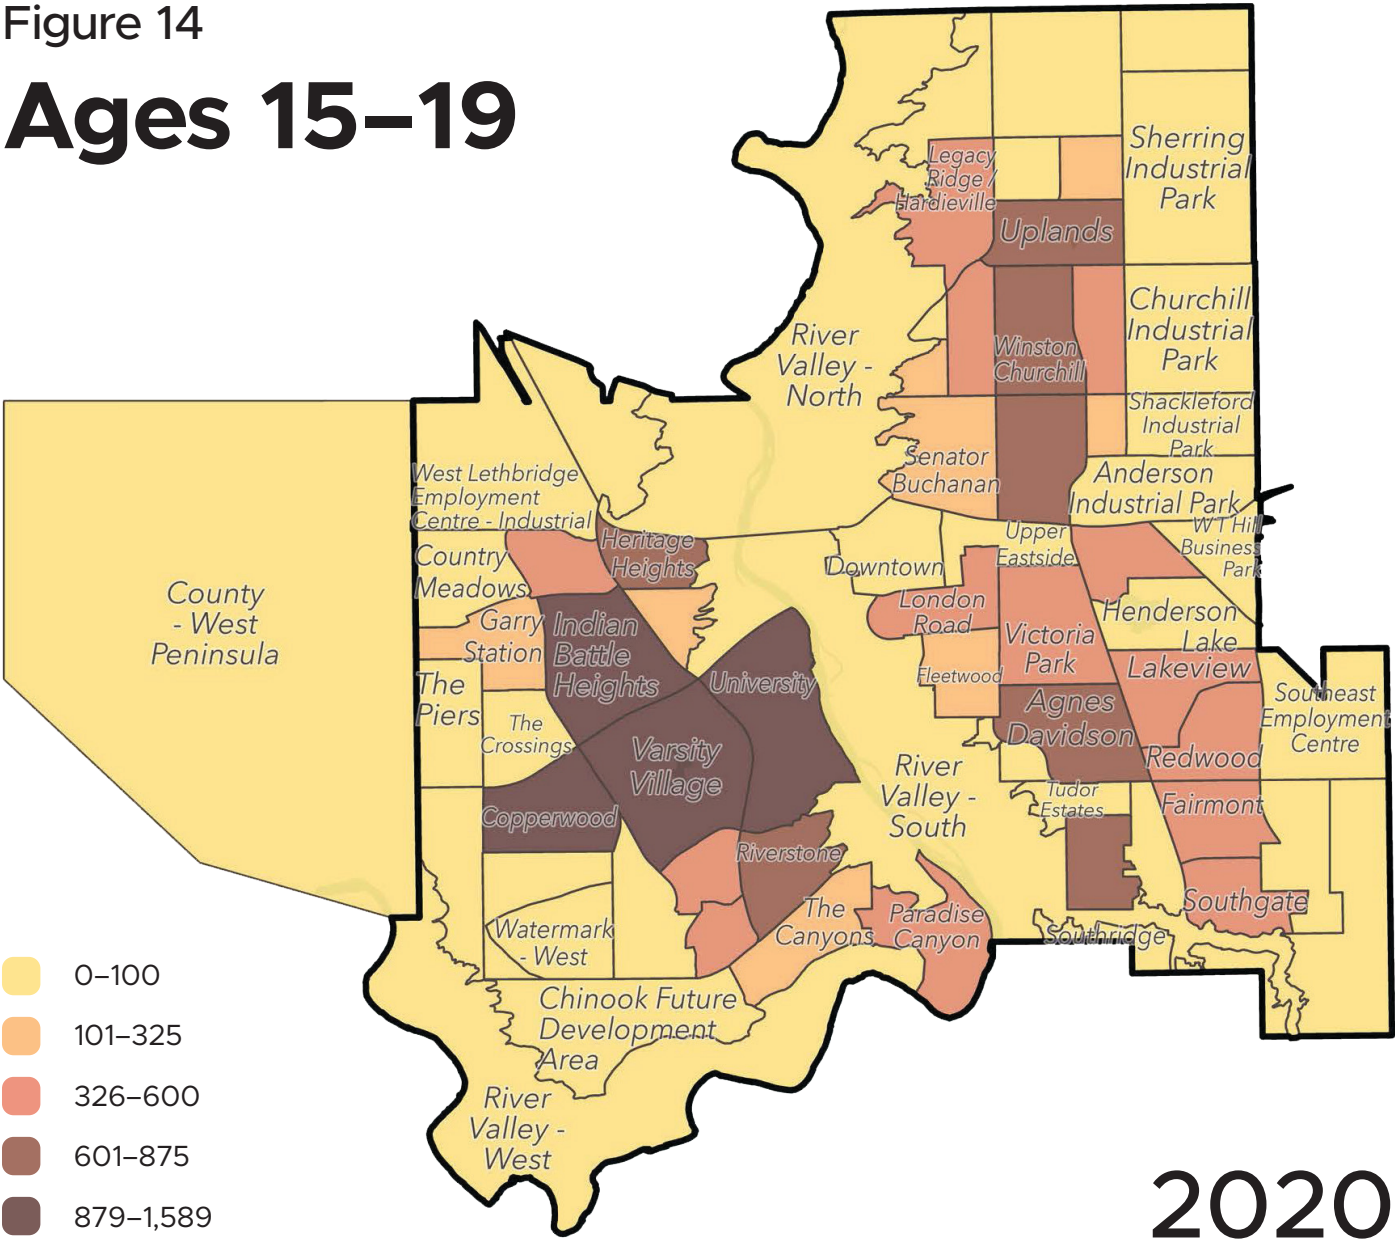 Figure 14
Ages 15–19
Sherring
Industrial
Park
Legacy
Ridge /
Hardieville
Uplands
Churchill
Industrial
Park
River
Valley -
North
Winston
Churchill
Shackleford
Industrial
Park
Senator
Buchanan
Anderson
Industrial Park
West Lethbridge
Employment
Centre - Industrial
W T Hill
Business
Park
Upper
Eastside
Heritage
Heights
Country
Meadows
Downtown
County
- West
Peninsula
London
Road
Henderson
Lake
Garry
Station
Indian
Battle
Heights
Victoria
Park
Lakeview
Fleetwood
University
The
Piers
Southeast
Employment
Centre
Agnes
Davidson
The
Crossings
Varsity
Village
Redwood
River
Valley -
South
Tudor
Estates
Fairmont
Copperwood
Riverstone
Southgate
The
Canyons
Paradise
Canyon
Watermark
- West
Southridge
Chinook Future
Development
Area
River
Valley -
West
0–100
101–325
326–600
601–875
879–1,589
2020